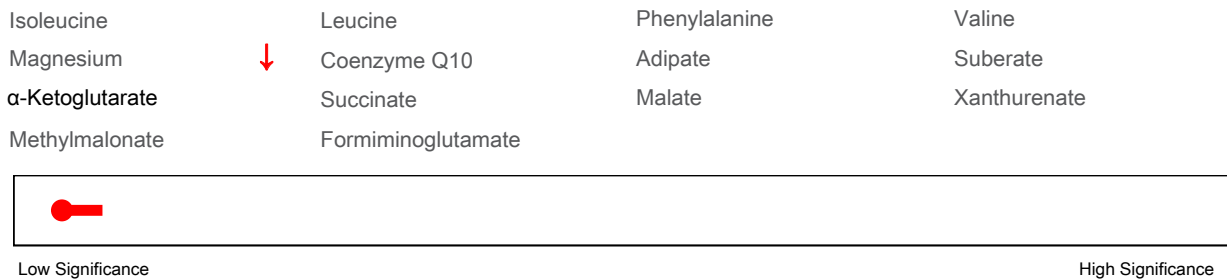 Isoleucine Leucine Phenylalanine Valine
Magnesium ↓ Coenzyme Q10 Adipate Suberate
α-Ketoglutarate Succinate Malate Xanthurenate
Methylmalonate Formiminoglutamate
Low Significance High Significance